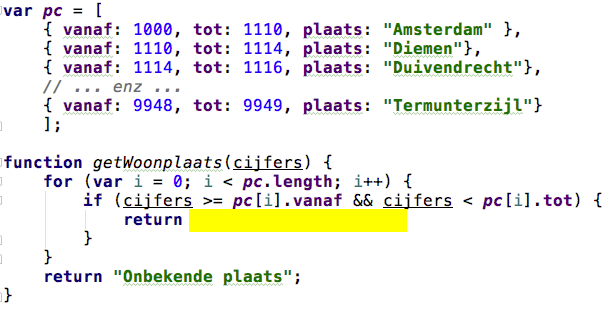 var pc = [
{ vanaf: 1000, tot: 1110, plaats: "Amsterdam" },
{ vanaf: 1110, tot: 1114, plaats: "Diemen"},
{ vanaf: 1114, tot: 1116, plaats: "Duivendrecht"},
// ... enz ...
{ vanaf: 9948, tot: 9949, plaats: "Termunterzijl"}
];
function getWoonplaats(cijfers) {
for (var i = 0; i < pc.length; i++) {
if (cijfers >= pc[i].vanaf && cijfers < pc[i].tot) {
return
}
}
return "Onbekende plaats";
}